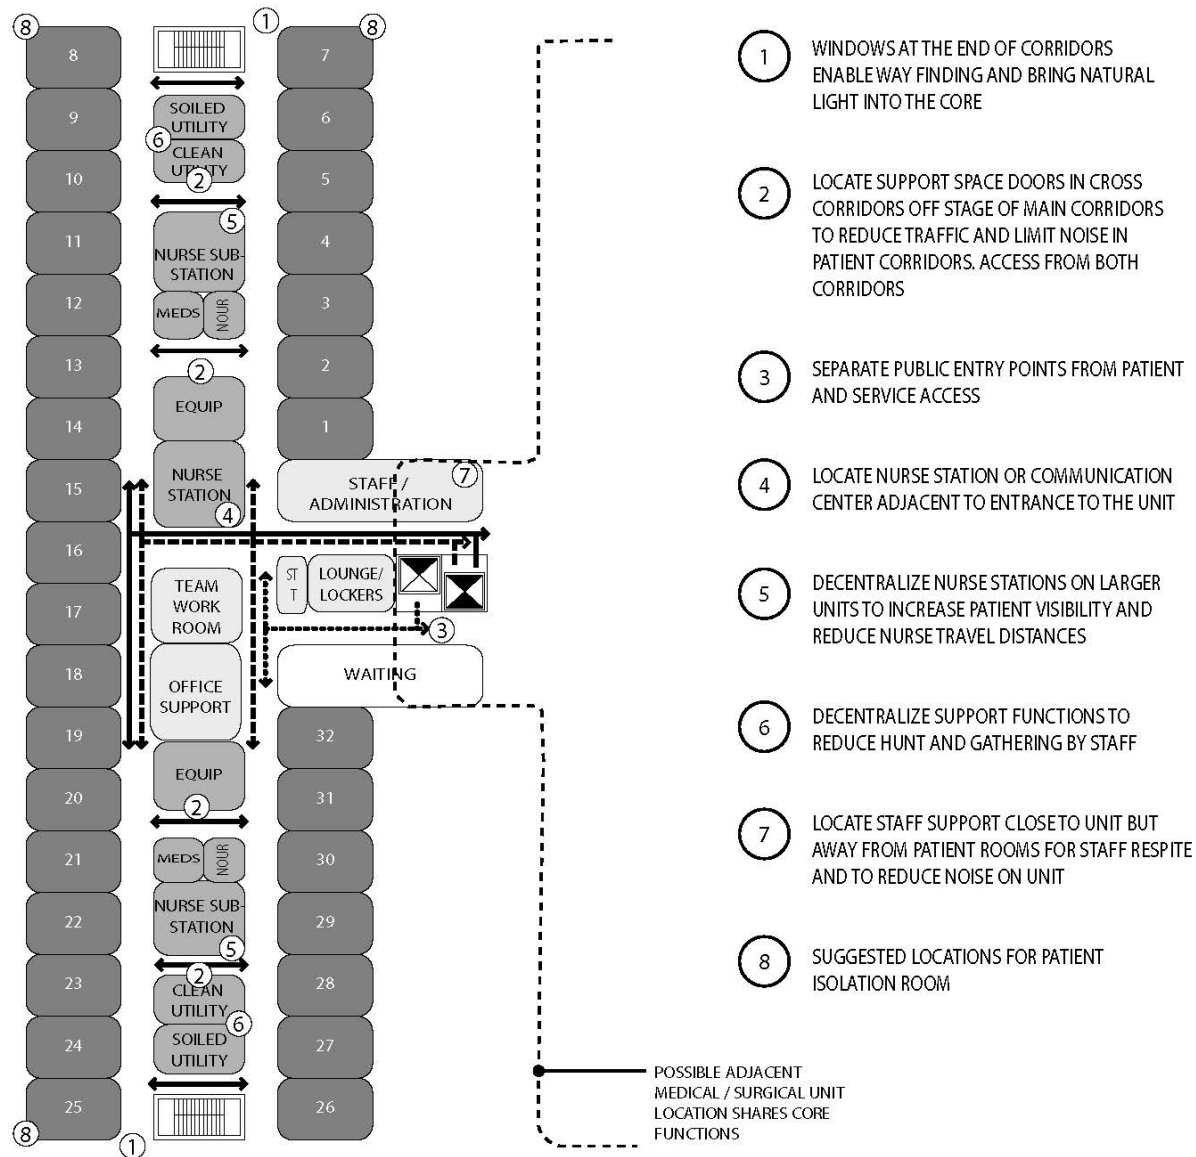 8
1
8
8
7
9
SOILED
UTILITY
6
6
CLEAN
UTILITY
2
10
5
5
11
NURSE SUB-
STATION
4
12
MEDS
NOUR
3
13
2
2
14
EQUIP
1
15
NURSE
STATION
4
STAFF /
ADMINISTRATION
7
16
17
TEAM
WORK
ROOM
ST
T
LOUNGE/
LOCKERS
3
18
OFFICE
SUPPORT
WAITING
19
32
20
EQUIP
2
31
21
MEDS
NOUR
30
22
NURSE SUB-
STATION
5
29
23
2
CLEAN
UTILITY
6
28
24
SOILED
UTILITY
27
25
26
8
1
1
WINDOWS AT THE END OF CORRIDORS
ENABLE WAY FINDING AND BRING NATURAL
LIGHT INTO THE CORE
2
LOCATE SUPPORT SPACE DOORS IN CROSS
CORRIDORS OFF STAGE OF MAIN CORRIDORS
TO REDUCE TRAFFIC AND LIMIT NOISE IN
PATIENT CORRIDORS. ACCESS FROM BOTH
CORRIDORS
3
SEPARATE PUBLIC ENTRY POINTS FROM PATIENT
AND SERVICE ACCESS
4
LOCATE NURSE STATION OR COMMUNICATION
CENTER ADJACENT TO ENTRANCE TO THE UNIT
5
DECENTRALIZE NURSE STATIONS ON LARGER
UNITS TO INCREASE PATIENT VISIBILITY AND
REDUCE NURSE TRAVEL DISTANCES
6
DECENTRALIZE SUPPORT FUNCTIONS TO
REDUCE HUNT AND GATHERING BY STAFF
7
LOCATE STAFF SUPPORT CLOSE TO UNIT BUT
AWAY FROM PATIENT ROOMS FOR STAFF RESPITE
AND TO REDUCE NOISE ON UNIT
8
SUGGESTED LOCATIONS FOR PATIENT
ISOLATION ROOM
POSSIBLE ADJACENT
MEDICAL / SURGICAL UNIT
LOCATION SHARES CORE
FUNCTIONS